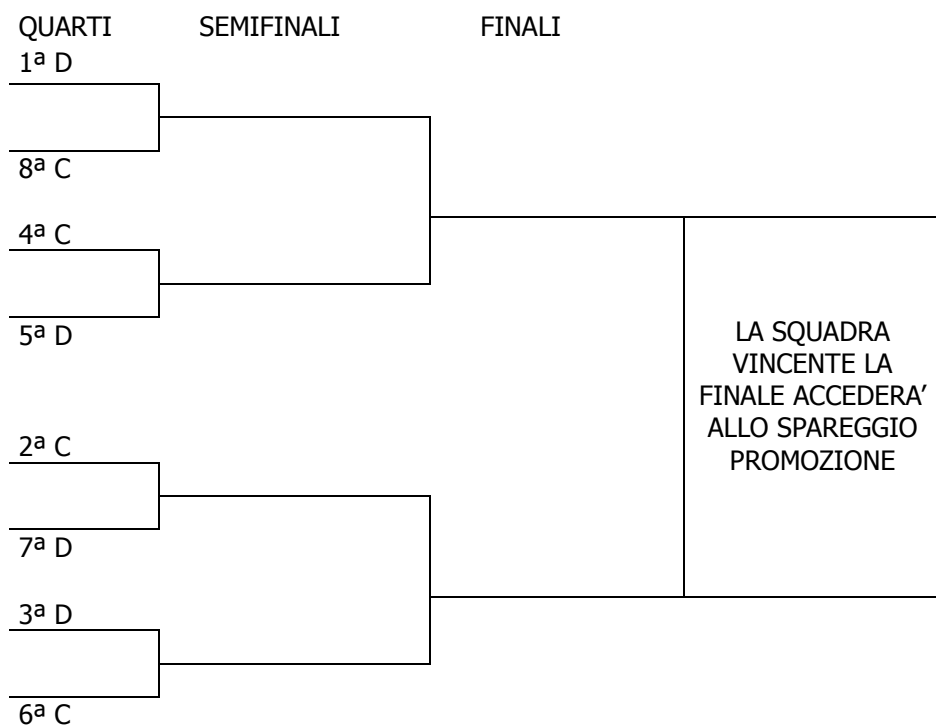 QUARTI SEMIFINALI FINALI
1ª D
8ª C
4ª C
5ª D
LA SQUADRA
VINCENTE LA
FINALE ACCEDERA’
ALLO SPAREGGIO
PROMOZIONE
2ª C
7ª D
3ª D
6ª C